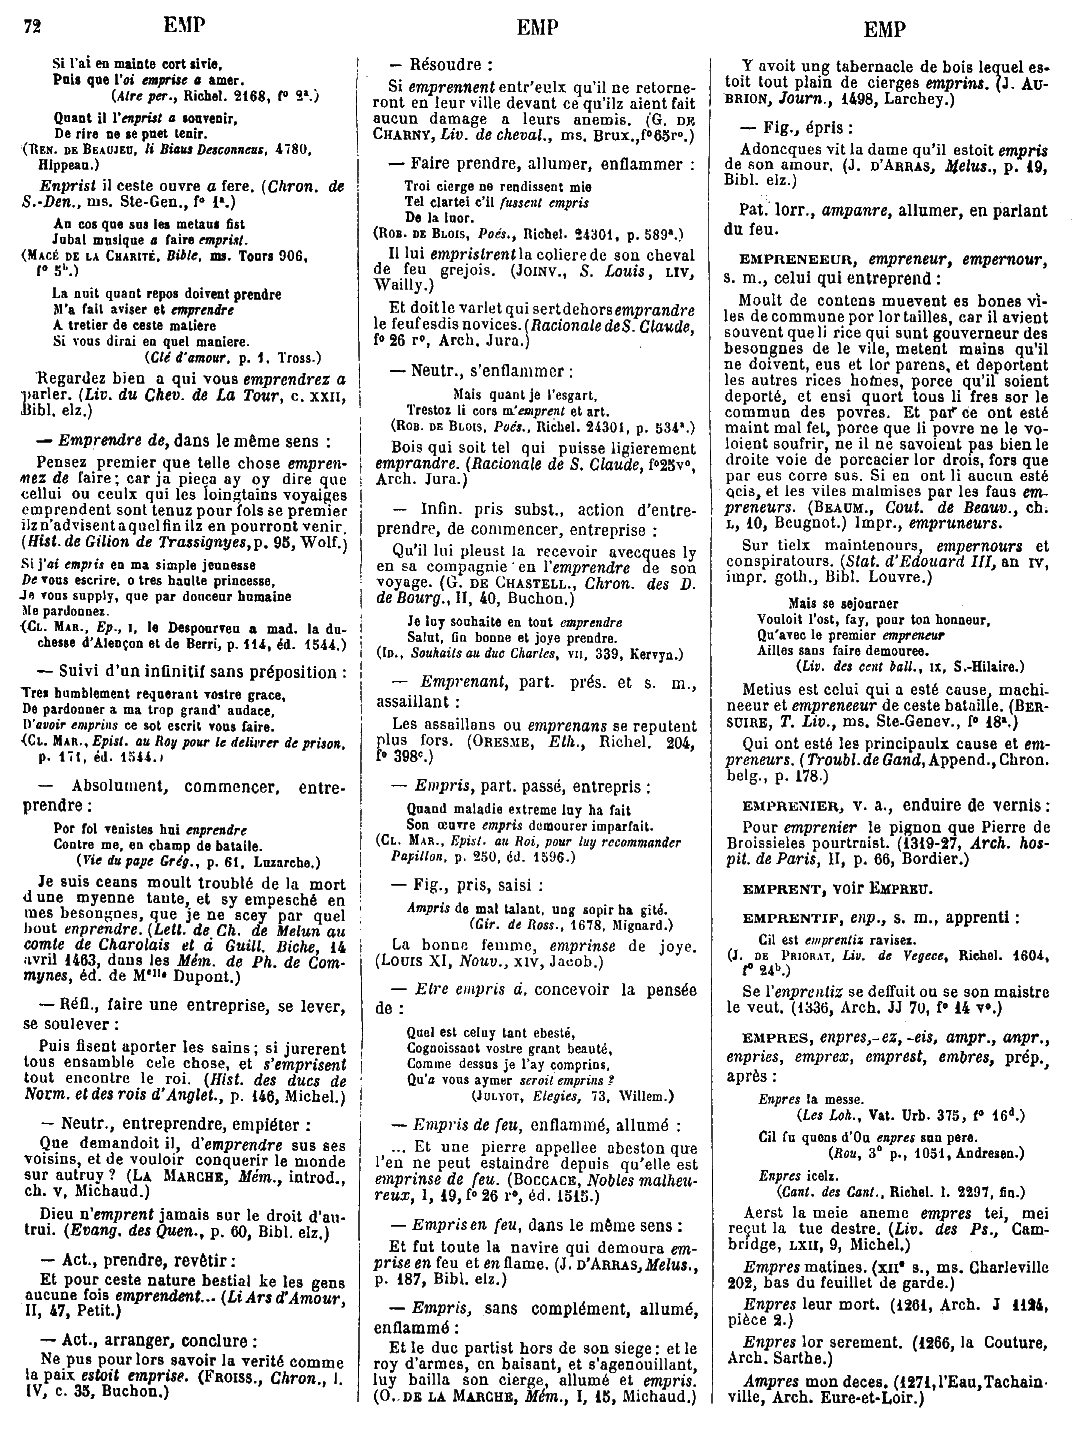 72 EMP EMP EMP
Si l'ai en mainte cort sivie,
Puis que l'oi emprise a amer.
(Atre per., Richel. 2168, f° 2ª.)
Quant il l'enprist a souvenir,
De rire ne se puet tenir.
(REN. DE BEAUJEU, li Biaus Desconneus, 4780,
Hippeau.)
Enprist il ceste ouvre a fere. (Chron. de
S.-Den., ms. Ste-Gen., f° 1ª.)
Au cos que sus les metaus fist
Jubal musique a faire emprist.
(MACÉ DE LA CHARITÉ, Bible, ms. Tours 906,
f° 5ᵇ.)
La nuit quant repos doivent prendre
M'a fait aviser et emprendre
A tretier de ceste matiere
Si vous dirai en quel maniere.
(Clé d'amour, p. 1, Tross.)
Regardez bien a qui vous emprendrez a
parler. (Liv. du Chev. de La Tour, c. XXII,
Bibl. elz.)
— Emprendre de, dans le même sens :
Pensez premier que telle chose empren-
nez de faire; car ja pieça ay oy dire que
cellui ou ceulx qui les loingtains voyaiges
emprendent sont tenuz pour fols se premier
ilz n'advisent a quel fin ilz en pourront venir.
(Hist. de Gilion de Trassignyes, p. 95, Wolf.)
Si j'ai empris en ma simple jeunesse
De vous escrire, o tres haulte princesse,
Je vous supply, que par douceur humaine
Me pardonnez.
(CL. MAR., Ep., I, le Despourveu a mad. la du-
chesse d'Alençon et de Berri, p. 114, éd. 1544.)
— Suivi d'un infinitif sans préposition :
Tres humblement requerant vostre grace,
De pardonner a ma trop grand' audace,
D'avoir emprins ce sot escrit vous faire.
(CL. MAR., Epist. au Roy pour le delivrer de prison,
p. 171, éd. 1544.)
— Absolument, commencer, entre-
prendre :
Por fol venistes hui enprendre
Contre me, en champ de bataile.
(Vie du pape Grég., p. 61, Luzarche.)
Je suis ceans moult troublé de la mort
d'une myenne tante, et sy empesché en
mes besongnes, que je ne scey par quel
bout enprendre. (Lett. de Ch. de Melun au
comte de Charolais et à Guill. Biche, 14
avril 1463, dans les Mém. de Ph. de Com-
mynes, éd. de Mᵉˡˡᵉ Dupont.)
— Réfl., faire une entreprise, se lever,
se soulever :
Puis fisent aporter les sains; si jurerent
tous ensamble cele chose, et s'emprisent
tout encontre le roi. (Hist. des ducs de
Norm. et des rois d'Anglet., p. 146, Michel.)
— Neutr., entreprendre, empiéter :
Que demandoit il, d'emprendre sus ses
voisins, et de vouloir conquerir le monde
sur autruy ? (LA MARCHE, Mém., introd.,
ch. V, Michaud.)
Dieu n'emprent jamais sur le droit d'au-
trui. (Evang. des Quen., p. 60, Bibl. elz.)
— Act., prendre, revêtir :
Et pour ceste nature bestial ke les gens
aucune fois emprendent... (Li Ars d'Amour,
II, 47, Petit.)
— Act., arranger, conclure :
Ne pus pour lors savoir la verité comme
la paix estoit emprise. (FROISS., Chron., l.
IV, c. 35, Buchon.)
— Résoudre :
Si emprennent entr'eulx qu'il ne retorne-
ront en leur ville devant ce qu'ilz aient fait
aucun damage a leurs anemis. (G. DE
CHARNY, Liv. de cheval., ms. Brux., f° 65 r°.)
— Faire prendre, allumer, enflammer :
Troi cierge ne rendissent mie
Tel clartei c'il fussent empris
De la luor.
(ROB. DE BLOIS, Poés., Richel. 24301, p. 589ª.)
Il lui empristrent la coliere de son cheval
de feu grejois. (JOINV., S. Louis, LIV,
Wailly.)
Et doit le varlet qui sert dehors emprandre
le feuf esdis novices. (Racionale de S. Claude,
f° 26 r°, Arch. Jura.)
— Neutr., s'enflammer :
Mais quant je l'esgart,
Trestoz li cors m'emprent et art.
(ROB. DE BLOIS, Poés., Richel. 24301, p. 534ª.)
Bois qui soit tel qui puisse ligierement
emprandre. (Racionale de S. Claude, f° 25 v°,
Arch. Jura.)
— Infin. pris subst., action d'entre-
prendre, de commencer, entreprise :
Qu'il lui pleust la recevoir avecques ly
en sa compagnie en l'emprendre de son
voyage. (G. DE CHASTELL., Chron. des D.
de Bourg., II, 40, Buchon.)
Je luy souhaite en tout emprendre
Salut, fin bonne et joye prendre.
(ID., Souhaits au duc Charles, VII, 339, Kervyn.)
— Emprenant, part. prés. et s. m.,
assaillant :
Les assaillans ou emprenans se reputent
plus fors. (ORESME, Eth., Richel. 204,
f° 398ᶜ.)
— Empris, part. passé, entrepris :
Quand maladie extreme luy ha fait
Son œuvre empris demourer imparfait.
(CL. MAR., Epist. au Roi, pour luy recommander
Papillon, p. 250, éd. 1596.)
— Fig., pris, saisi :
Ampris de mal talant, ung sopir ha gité.
(Gir. de Ross., 1678, Mignard.)
La bonne femme, emprinse de joye.
(LOUIS XI, Nouv., XIV, Jacob.)
— Etre empris à, concevoir la pensée
de :
Quel est celuy tant ebesté,
Cognoissant vostre grant beauté,
Comme dessus je l'ay comprins,
Qu'a vous aymer seroit emprins ?
(JULYOT, Elegies, 73, Willem.)
— Empris de feu, enflammé, allumé :
... Et une pierre appellee abeston que
l'en ne peut estaindre depuis qu'elle est
emprinse de feu. (BOCCACE, Nobles malheu-
reux, I, 19, f° 26 r°, éd. 1515.)
— Empris en feu, dans le même sens :
Et fut toute la navire qui demoura em-
prise en feu et en flame. (J. D'ARRAS, Melus.,
p. 187, Bibl. elz.)
— Empris, sans complément, allumé,
enflammé :
Et le duc partist hors de son siege : et le
roy d'armes, en baisant, et s'agenouillant,
luy bailla son cierge, allumé et empris.
(O. DE LA MARCHE, Mém., I, 15, Michaud.)
Y avoit ung tabernacle de bois lequel es-
toit tout plain de cierges emprins. (J. AU-
BRION, Journ., 1498, Larchey.)
— Fig., épris :
Adoncques vit la dame qu'il estoit empris
de son amour. (J. D'ARRAS, Melus., p. 19,
Bibl. elz.)
Pat. lorr., ampanre, allumer, en parlant
du feu.
EMPRENEEUR, empreneur, empernour,
s. m., celui qui entreprend :
Moult de contens muevent es bones vi-
les de commune por lor tailles, car il avient
souvent que li rice qui sunt gouverneur des
besongnes de le vile, metent mains qu'il
ne doivent, eus et lor parens, et deportent
les autres rices homes, porce qu'il soient
deporté, et ensi quort tous li fres sor le
commun des povres. Et par ce ont esté
maint mal fet, porce que li povre ne le vo-
loient soufrir, ne il ne savoient pas bien le
droite voie de porcacier lor drois, fors que
par eus corre sus. Si en ont li aucun esté
ocis, et les viles malmises par les faus em-
preneurs. (BEAUM., Cout. de Beauv., ch.
L, 10, Beugnot.) Impr., empruneurs.
Sur tielx maintenours, empernours et
conspiratours. (Stat. d'Edouard III, an IV,
impr. goth., Bibl. Louvre.)
Mais se sejourner
Vouloit l'ost, fay, pour ton honneur,
Qu'avec le premier empreneur
Ailles sans faire demouree.
(Liv. des cent ball., IX, S.-Hilaire.)
Metius est celui qui a esté cause, machi-
neeur et empreneeur de ceste bataille. (BER-
SUIRE, T. Liv., ms. Ste-Genev., f° 18ª.)
Qui ont esté les principaulx cause et em-
preneurs. (Troubl. de Gand, Append., Chron.
belg., p. 178.)
EMPRENIER, v. a., enduire de vernis :
Pour emprenier le pignon que Pierre de
Broissieles pourtraist. (1319-27, Arch. hos-
pit. de Paris, II, p. 66, Bordier.)
EMPRENT, voir EMPREU.
EMPRENTIF, enp., s. m., apprenti :
Cil est emprentiz ravisez.
(J. DE PRIORAT, Liv. de Vegece, Richel. 1604,
f° 24ᵇ.)
Se l'enprentiz se deffuit ou se son maistre
le veut. (1336, Arch. JJ 70, f° 14 v°.)
EMPRES, enpres, -ez, -eis, ampr., anpr.,
enpries, emprex, emprest, embres, prép.,
après :
Enpres la messe.
(Les Loh., Vat. Urb. 375, f° 16ᵈ.)
Cil fu quens d'Ou enpres sun pere.
(Rou, 3° p., 1051, Andresen.)
Enpres icelz.
(Cant. des Cant., Richel. l. 2297, fin.)
Aerst la meie aneme empres tei, mei
reçut la tue destre. (Liv. des Ps., Cam-
bridge, LXII, 9, Michel.)
Empres matines. (XIIᵉ s., ms. Charleville
202, bas du feuillet de garde.)
Enpres leur mort. (1261, Arch. J 1124,
pièce 2.)
Enpres lor serement. (1266, la Couture,
Arch. Sarthe.)
Ampres mon deces. (1271, l'Eau, Tachain-
ville, Arch. Eure-et-Loir.)